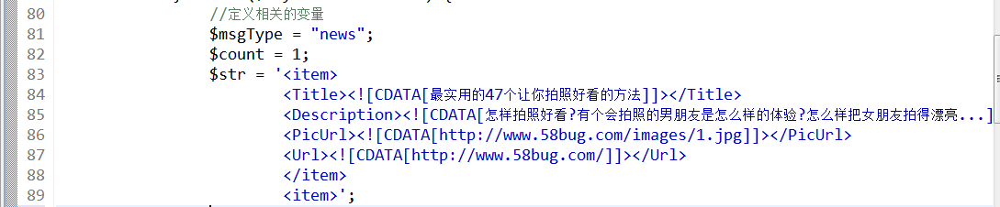 80 //定义相关的变量
81 $msgType = "news";
82 $count = 1;
83 $str = '<item>
84 <Title><![CDATA[最实用的47个让你拍照好看的方法]]></Title>
85 <Description><![CDATA[怎样拍照好看?有个会拍照的男朋友是怎么样的体验?怎么样把女朋友拍得漂亮...]
86 <PicUrl><![CDATA[http://www.58bug.com/images/1.jpg]]></PicUrl>
87 <Url><![CDATA[http://www.58bug.com/]]></Url>
88 </item>
89 <item>';